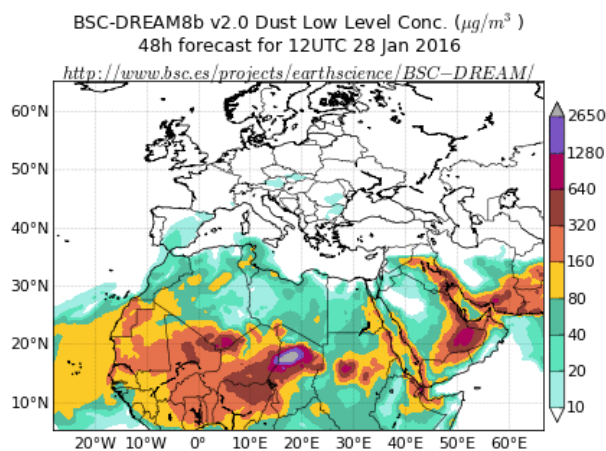 BSC-DREAM8b v2.0 Dust Low Level Conc. (μg/m³ )
48h forecast for 12UTC 28 Jan 2016
http://www.bsc.es/projects/earthscience/BSC−DREAM/
60°N
50°N
40°N
30°N
20°N
10°N
20°W 10°W 0° 10°E 20°E 30°E 40°E 50°E 60°E
2650
1280
640
320
160
80
40
20
10